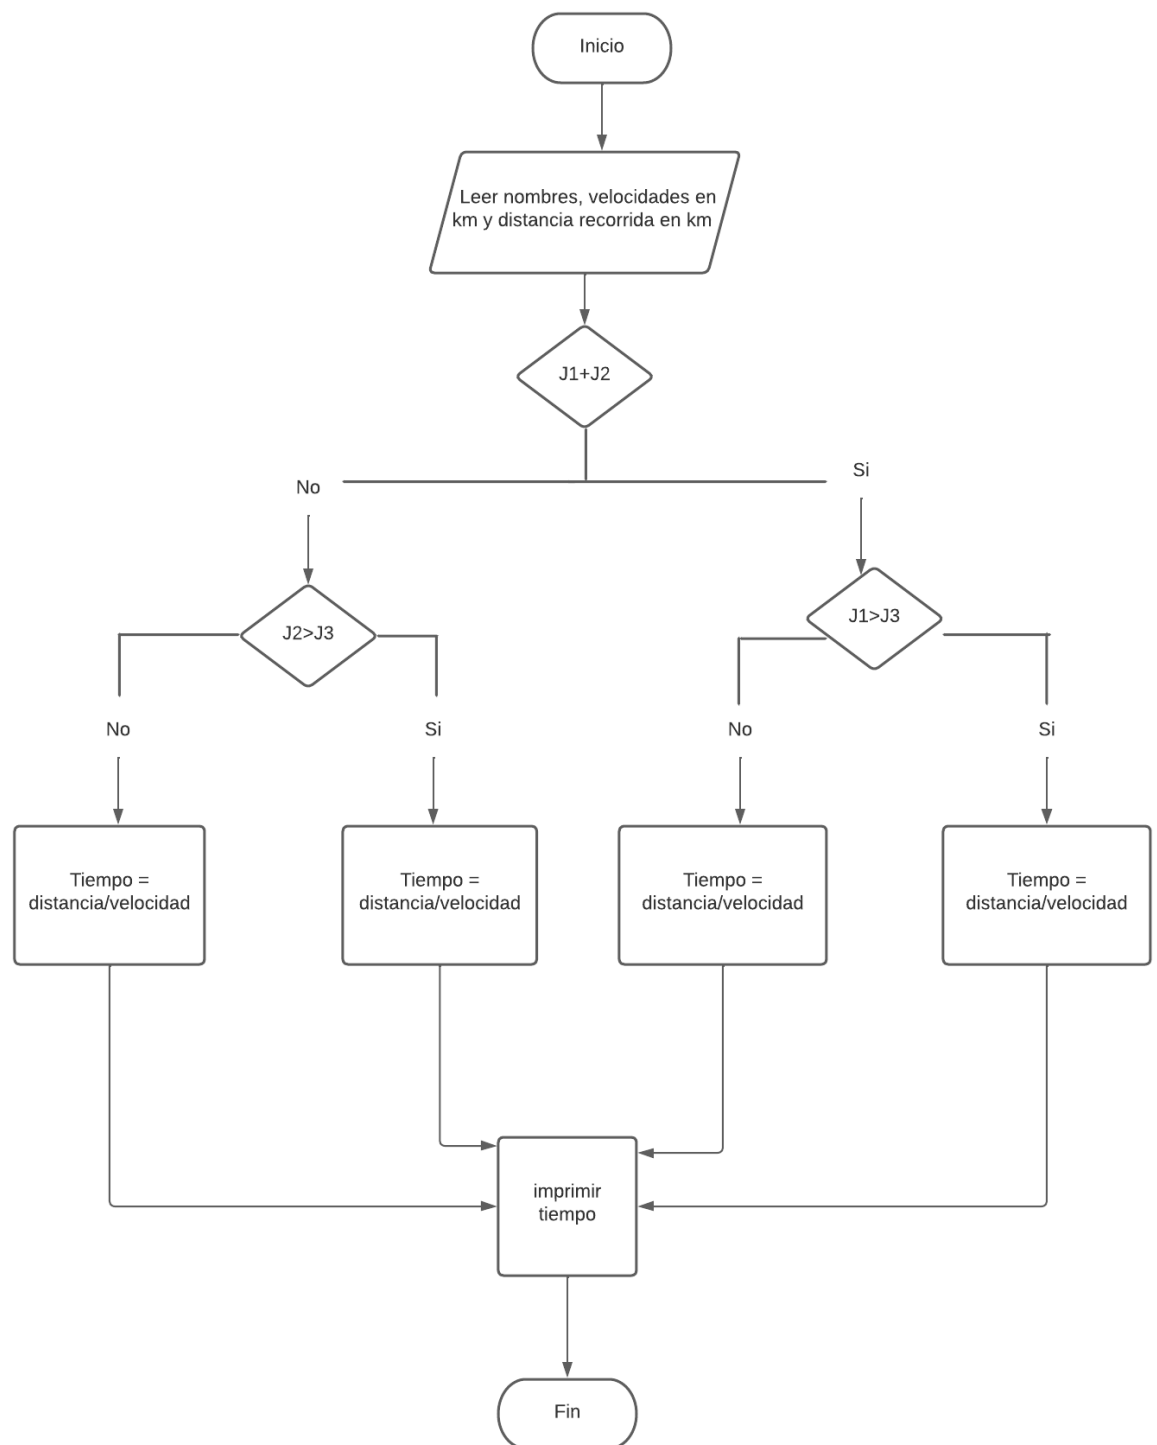 Inicio
Leer nombres, velocidades en
km y distancia recorrida en km
J1+J2
No
Si
J2>J3
J1>J3
No
Si
No
Si
Tiempo =
distancia/velocidad
Tiempo =
distancia/velocidad
Tiempo =
distancia/velocidad
Tiempo =
distancia/velocidad
imprimir
tiempo
Fin